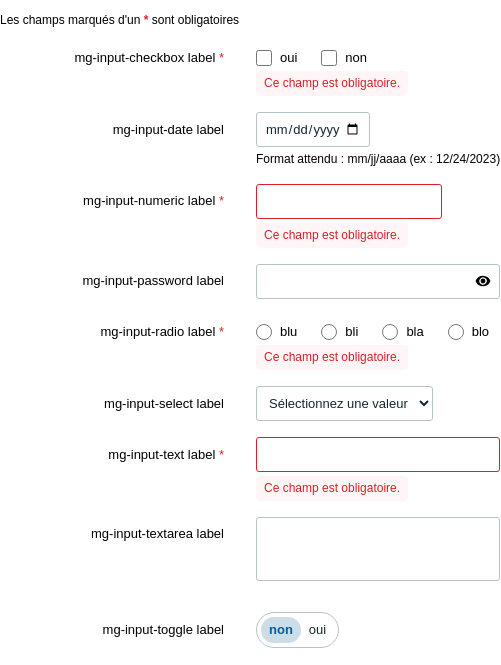 Les champs marqués d'un * sont obligatoires
mg-input-checkbox label * oui non
Ce champ est obligatoire.
mg-input-date label mm/dd/yyyy
Format attendu : mm/jj/aaaa (ex : 12/24/2023)
mg-input-numeric label *
Ce champ est obligatoire.
mg-input-password label
mg-input-radio label * blu bli bla blo
Ce champ est obligatoire.
mg-input-select label Sélectionnez une valeur
mg-input-text label *
Ce champ est obligatoire.
mg-input-textarea label
mg-input-toggle label non oui